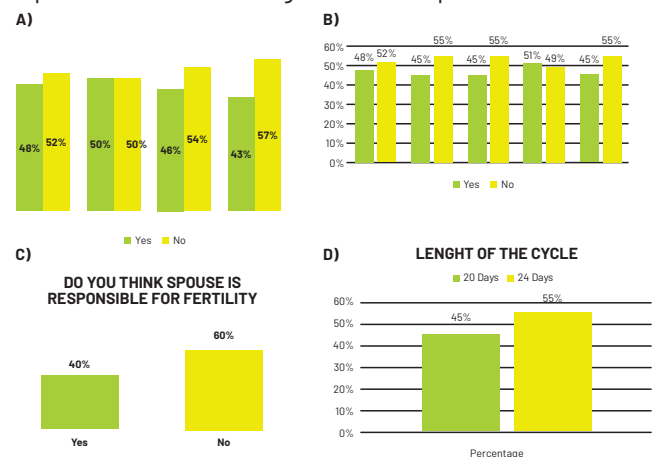 A)
48% 52% 50% 50% 46% 54% 43% 57%
Yes No
B)
60%
50%
40%
30%
20%
10%
0%
48% 52% 45% 55% 45% 55% 51% 49% 45% 55%
Yes No
C)
DO YOU THINK SPOUSE IS
RESPONSIBLE FOR FERTILITY
40%
60%
Yes No
D)
LENGHT OF THE CYCLE
20 Days 24 Days
60%
50%
40%
30%
20%
10%
0%
45%
55%
Percentage